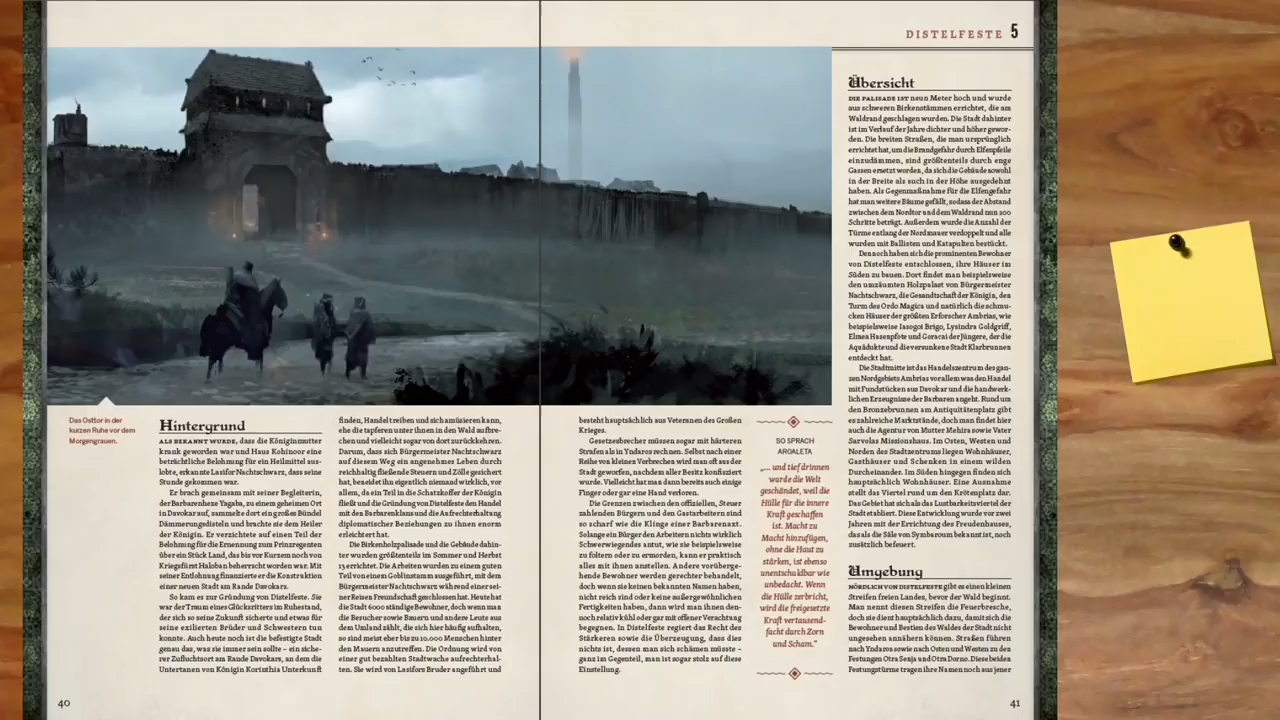 DISTELFESTE 5
Das Osttor in der
kurzen Ruhe vor dem
Morgengrauen.
Hintergrund
ALS BEKANNT WURDE, dass die Königinmutter
krank geworden war und Haus Kohinoor eine
beträchtliche Belohnung für ein Heilmittel aus-
lobte, erkannte Lasifor Nachtschwarz, dass seine
Stunde gekommen war.
Er brach gemeinsam mit seiner Begleiterin,
der Barbarenhexe Yagaba, zu einem geheimen Ort
in Davokar auf, sammelte dort ein großes Bündel
Dämmerungsdisteln und brachte sie dem Heiler
der Königin. Er verzichtete auf einen Teil der
Belohnung für die Ernennung zum Prinzregenten
über ein Stück Land, das bis vor Kurzem noch von
Kriegsfürst Haloban beherrscht worden war. Mit
seiner Entlohnung finanzierte er die Konstruktion
einer neuen Stadt am Rande Davokars.
So kam es zur Gründung von Distelfeste. Sie
war der Traum eines Glücksritters im Ruhestand,
der sich so seine Zukunft sicherte und etwas für
seine exilierten Brüder und Schwestern tun
konnte. Auch heute noch ist die befestigte Stadt
genau das, was sie immer sein sollte – ein siche-
rer Zufluchtsort am Rande Davokars, an dem die
Untertanen von Königin Korinthia Unterkunft
finden, Handel treiben und sich amüsieren kann,
ehe die tapferen unter ihnen in den Wald aufbre-
chen und vielleicht sogar von dort zurückkehren.
Darum, dass sich Bürgermeister Nachtschwarz
auf diesem Weg ein angenehmes Leben durch
reichhaltig fließende Steuern und Zölle gesichert
hat, beneidet ihn eigentlich niemand wirklich, vor
allem, da ein Teil in die Schatzkoffer der Königin
fließt und die Gründung von Distelfeste den Handel
mit den Barbarenklans und die Aufrechterhaltung
diplomatischer Beziehungen zu ihnen enorm
erleichtert hat.
Die Birkenholzpalisade und die Gebäude dahin-
ter wurden größtenteils im Sommer und Herbst
13 errichtet. Die Arbeiten wurden zu einem guten
Teil von einem Goblinstamm ausgeführt, mit dem
Bürgermeister Nachtschwarz während einer sei-
ner Reisen Freundschaft geschlossen hat. Heute hat
die Stadt 6000 ständige Bewohner, doch wenn man
die Besucher sowie Bauern und andere Leute aus
dem Umland zählt, die sich hier häufig aufhalten,
so sind meist eher bis zu 10.000 Menschen hinter
den Mauern anzutreffen. Die Ordnung wird von
einer gut bezahlten Stadtwache aufrechterhal-
ten. Sie wird von Lasifors Bruder angeführt und
besteht hauptsächlich aus Veteranen des Großen
Krieges.
Gesetzesbrecher müssen sogar mit härteren
Strafen als in Yndaros rechnen. Selbst nach einer
Reihe von kleinen Verbrechen wird man oft aus der
Stadt geworfen, nachdem aller Besitz konfisziert
wurde. Vielleicht hat man dann bereits auch einige
Finger oder gar eine Hand verloren.
Die Grenzen zwischen den offiziellen, Steuer
zahlenden Bürgern und den Gastarbeitern sind
so scharf wie die Klinge einer Barbarenaxt.
Solange ein Bürger den Arbeitern nichts wirklich
Schwerwiegendes antut, wie sie beispielsweise
zu foltern oder zu ermorden, kann er praktisch
alles mit ihnen anstellen. Andere vorüberge-
hende Bewohner werden gerechter behandelt,
doch wenn sie keinen bekannten Namen haben,
nicht reich sind oder keine außergewöhnlichen
Fertigkeiten haben, dann wird man ihnen den-
noch relativ kühl oder gar mit offener Verachtung
begegnen. In Distelfeste regiert das Recht des
Stärkeren sowie die Überzeugung, dass dies
nichts ist, dessen man sich schämen müsste –
ganz im Gegenteil, man ist sogar stolz auf diese
Einstellung.
SO SPRACH
AROALETA
„... und tief drinnen
wurde die Welt
geschändet, weil die
Hülle für die innere
Kraft geschaffen
ist. Macht zu
Macht hinzufügen,
ohne die Haut zu
stärken, ist ebenso
unentschuldbar wie
unbedacht. Wenn
die Hülle zerbricht,
wird die freigesetzte
Kraft vertausend-
facht durch Zorn
und Scham.“
Übersicht
DIE PALISADE IST neun Meter hoch und wurde
aus schweren Birkenstämmen errichtet, die am
Waldrand geschlagen wurden. Die Stadt dahinter
ist im Verlauf der Jahre dichter und höher gewor-
den. Die breiten Straßen, die man ursprünglich
errichtet hat, um die Brandgefahr durch Elfenpfeile
einzudämmen, sind größtenteils durch enge
Gassen ersetzt worden, da sich die Gebäude sowohl
in der Breite als auch in der Höhe ausgedehnt
haben. Als Gegenmaßnahme für die Elfengefahr
hat man weitere Bäume gefällt, sodass der Abstand
zwischen dem Nordtor und dem Waldrand nun 200
Schritte beträgt. Außerdem wurde die Anzahl der
Türme entlang der Nordmauer verdoppelt und alle
wurden mit Ballisten und Katapulten bestückt.
Dennoch haben sich die prominenten Bewohner
von Distelfeste entschlossen, ihre Häuser im
Süden zu bauen. Dort findet man beispielsweise
den umzäumten Holzpalast von Bürgermeister
Nachtschwarz, die Gesandtschaft der Königin, den
Turm des Ordo Magica und natürlich die schmu-
cken Häuser der größten Erforscher Ambrias, wie
beispielsweise Iasogoi Brigo, Lysindra Goldgriff,
Elmea Hasenpfote und Goracai der Jüngere, der die
Aquädukte und die versunkene Stadt Klarbrunnen
entdeckt hat.
Die Stadtmitte ist das Handelszentrum des gan-
zen Nordgebiets Ambrias vor allem was den Handel
mit Fundstücken aus Davokar und die handwerk-
lichen Erzeugnisse der Barbaren angeht. Rund um
den Bronzebrunnen am Antiquitätenplatz gibt
es zahlreiche Marktstände, doch man findet hier
auch die Agentur von Mutter Mehira sowie Vater
Sarvolas Missionshaus. Im Osten, Westen und
Norden des Stadtzentrums liegen Wohnhäuser,
Gasthäuser und Schenken in einem wilden
Durcheinander. Im Süden hingegen finden sich
hauptsächlich Wohnhäuser. Eine Ausnahme
stellt das Viertel rund um den Krötenplatz dar.
Das Gebiet hat sich als das Lustbarkeitsviertel der
Stadt etabliert. Diese Entwicklung wurde vor zwei
Jahren mit der Errichtung des Freudenhauses,
das als die Säle von Symbaroum bekannt ist, noch
zusätzlich befeuert.
Umgebung
NÖRDLICH VON DISTELFESTE gibt es einen kleinen
Streifen freien Landes, bevor der Wald beginnt.
Man nennt diesen Streifen die Feuerbresche,
doch sie dient hauptsächlich dazu, damit sich die
Bewohner und Bestien des Waldes der Stadt nicht
ungesehen annähern können. Straßen führen
nach Yndaros sowie nach Osten und Westen zu den
Festungen Otra Senja und Otra Dorno. Diese beiden
Festungstürme tragen ihre Namen noch aus jener
40
41